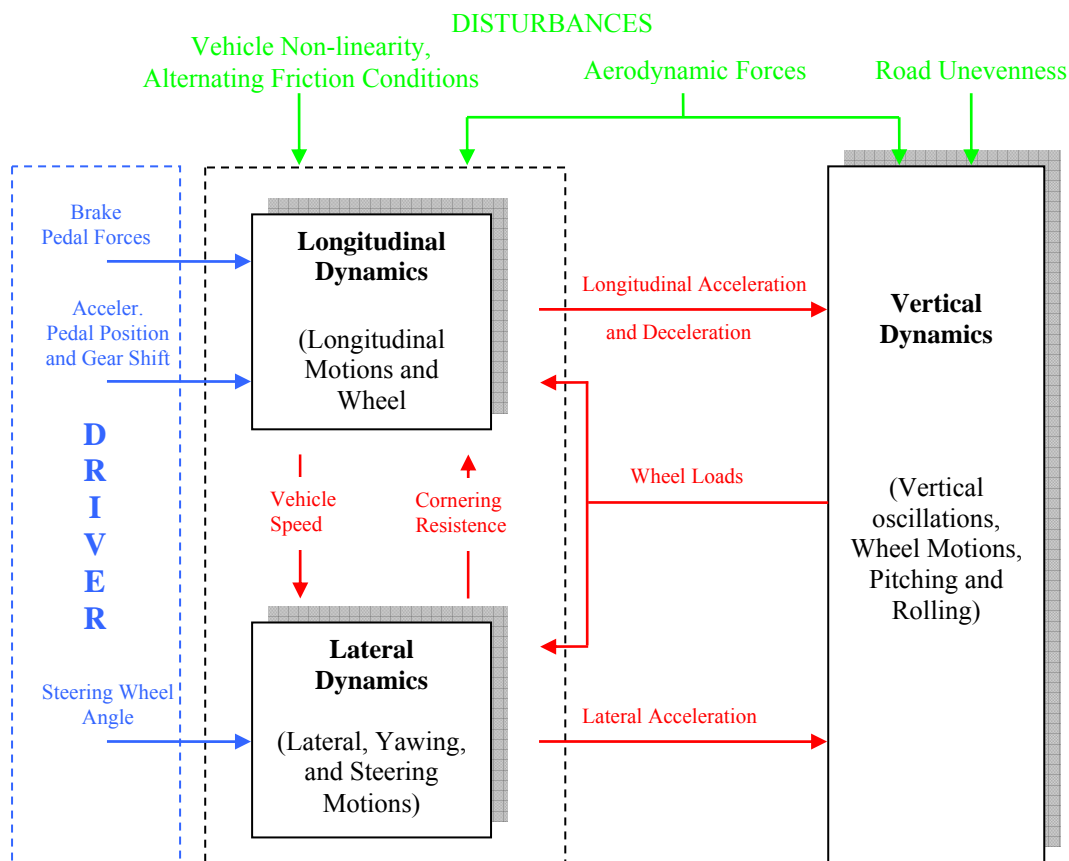 DISTURBANCES
Vehicle Non-linearity,
Alternating Friction Conditions
Aerodynamic Forces
Road Unevenness
Brake
Pedal Forces
Acceler.
Pedal Position
and Gear Shift
D
R
I
V
E
R
Steering Wheel
Angle
Longitudinal
Dynamics
(Longitudinal
Motions and
Wheel
Vehicle
Speed
Cornering
Resistence
Lateral
Dynamics
(Lateral, Yawing,
and Steering
Motions)
Longitudinal Acceleration
and Deceleration
Wheel Loads
Lateral Acceleration
Vertical
Dynamics
(Vertical
oscillations,
Wheel Motions,
Pitching and
Rolling)